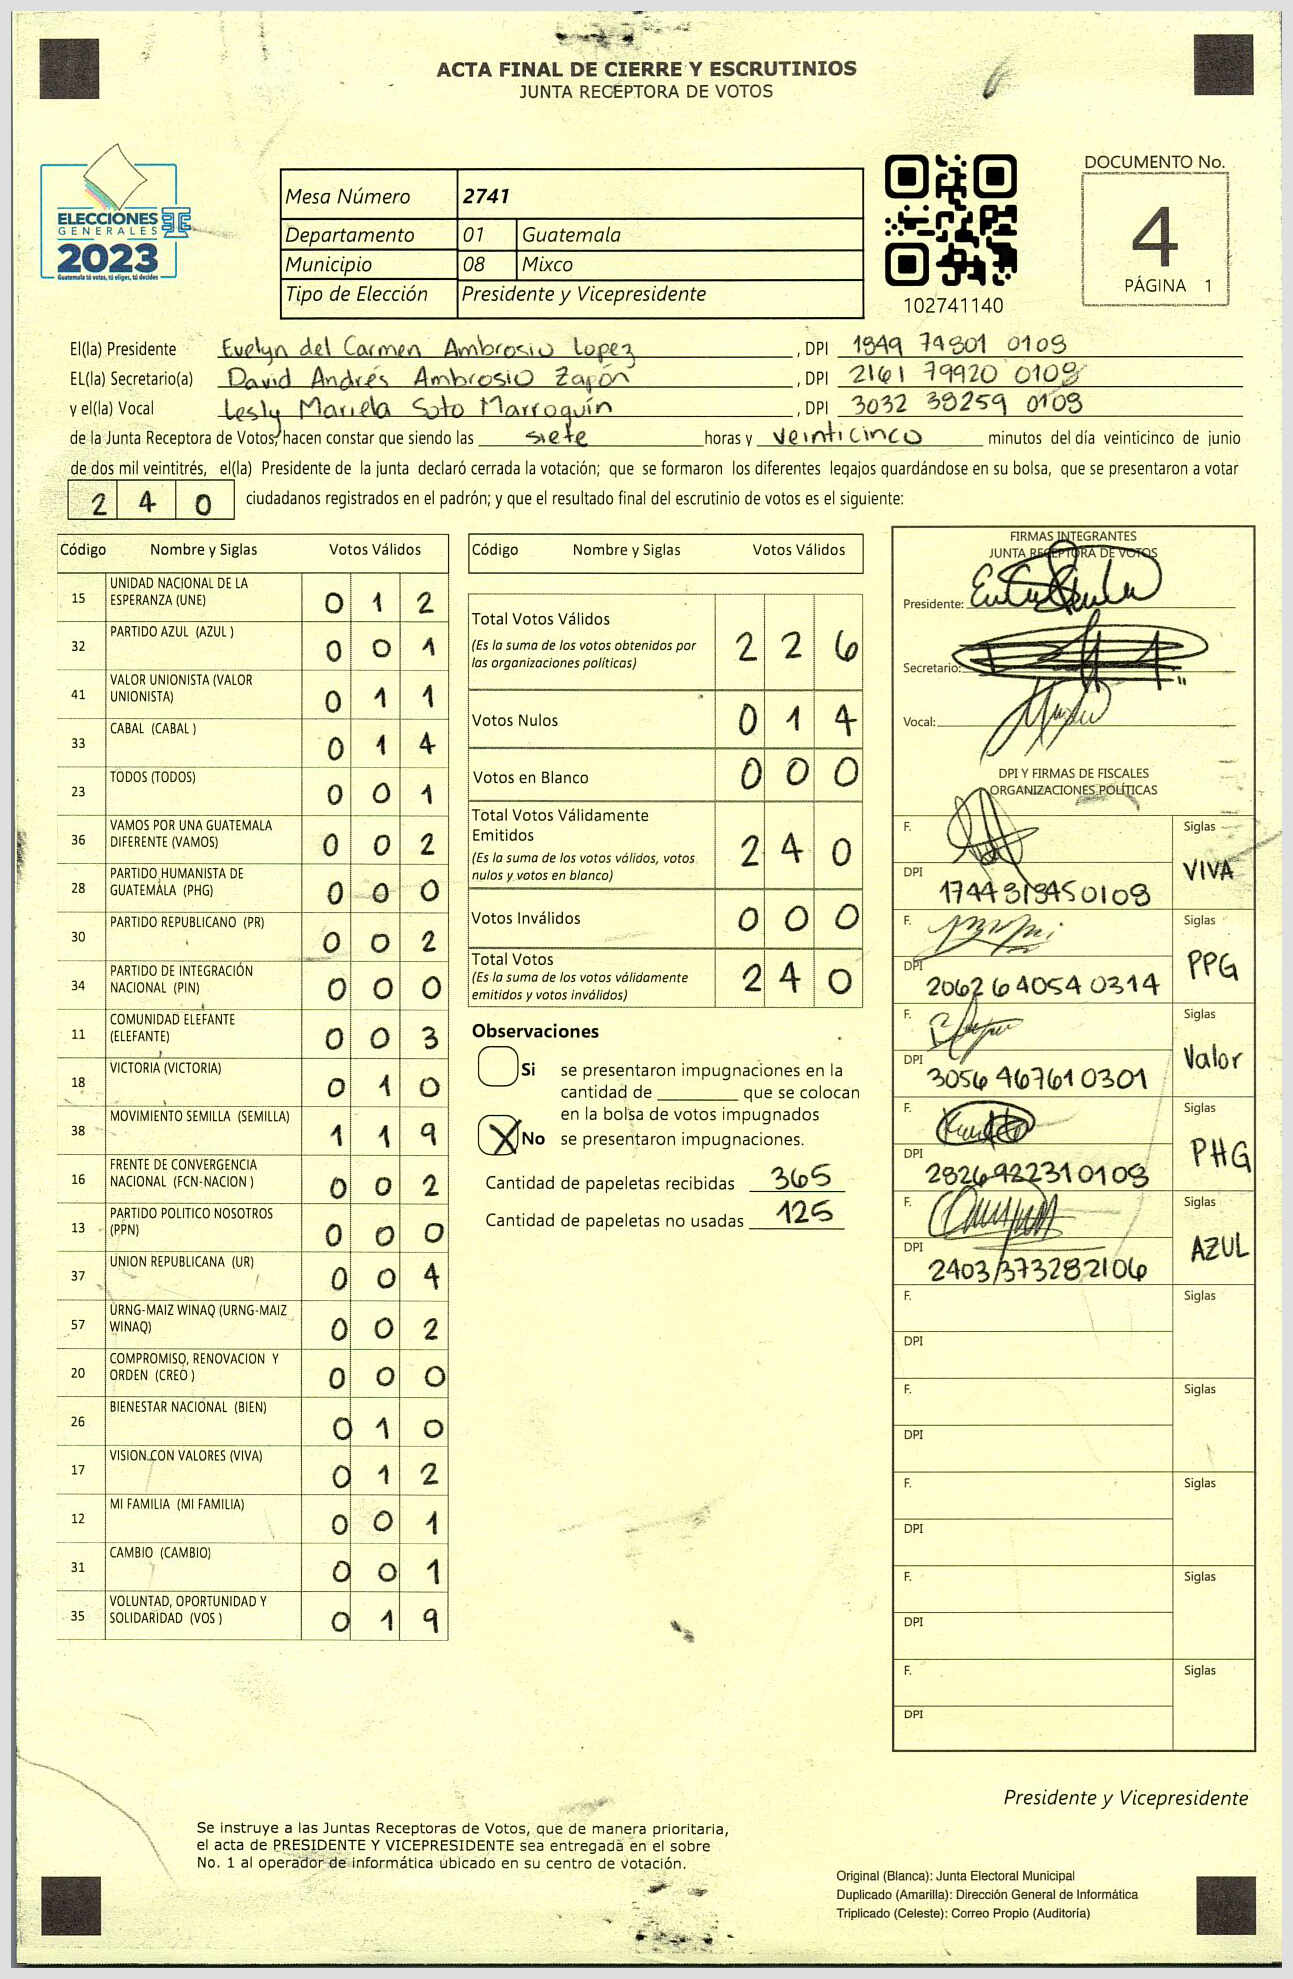 ACTA FINAL DE CIERRE Y ESCRUTINIOS
JUNTA RECEPTORA DE VOTOS
ELECCIONES
GENERALES
2023
Guatemala tú votas, tú eliges, tú decides
Mesa Número 2741
Departamento 01 Guatemala
Municipio 08 Mixco
Tipo de Elección Presidente y Vicepresidente
102741140
DOCUMENTO No.
4
PÁGINA 1
El(la) Presidente Evelyn del Carmen Ambrosio Lopez, DPI 1849 74801 0108
EL(la) Secretario(a) David Andrés Ambrosio Zapón, DPI 2161 79920 0108
y el(la) Vocal Lesly Mariela Soto Marroquín, DPI 3032 38259 0108
de la Junta Receptora de Votos, hacen constar que siendo las siete horas y veinticinco minutos del día veinticinco de junio
de dos mil veintitrés, el(la) Presidente de la junta declaró cerrada la votación; que se formaron los diferentes legajos guardándose en su bolsa, que se presentaron a votar
2 4 0 ciudadanos registrados en el padrón; y que el resultado final del escrutinio de votos es el siguiente:
Código Nombre y Siglas Votos Válidos
15 UNIDAD NACIONAL DE LA
ESPERANZA (UNE) 0 1 2
32 PARTIDO AZUL (AZUL ) 0 0 1
41 VALOR UNIONISTA (VALOR
UNIONISTA) 0 1 1
33 CABAL (CABAL ) 0 1 4
23 TODOS (TODOS) 0 0 1
36 VAMOS POR UNA GUATEMALA
DIFERENTE (VAMOS) 0 0 2
28 PARTIDO HUMANISTA DE
GUATEMALA (PHG) 0 0 0
30 PARTIDO REPUBLICANO (PR) 0 0 2
34 PARTIDO DE INTEGRACIÓN
NACIONAL (PIN) 0 0 0
11 COMUNIDAD ELEFANTE
(ELEFANTE) 0 0 3
18 VICTORIA (VICTORIA) 0 1 0
38 MOVIMIENTO SEMILLA (SEMILLA) 1 1 9
16 FRENTE DE CONVERGENCIA
NACIONAL (FCN-NACION ) 0 0 2
13 PARTIDO POLITICO NOSOTROS
(PPN) 0 0 0
37 UNION REPUBLICANA (UR) 0 0 4
57 URNG-MAIZ WINAQ (URNG-MAIZ
WINAQ) 0 0 2
20 COMPROMISO, RENOVACION Y
ORDEN (CREO ) 0 0 0
26 BIENESTAR NACIONAL (BIEN) 0 1 0
17 VISION CON VALORES (VIVA) 0 1 2
12 MI FAMILIA (MI FAMILIA) 0 0 1
31 CAMBIO (CAMBIO) 0 0 1
35 VOLUNTAD, OPORTUNIDAD Y
SOLIDARIDAD (VOS ) 0 1 9
Código Nombre y Siglas Votos Válidos
Total Votos Válidos
(Es la suma de los votos obtenidos por
las organizaciones políticas) 2 2 6
Votos Nulos 0 1 4
Votos en Blanco 0 0 0
Total Votos Válidamente
Emitidos
(Es la suma de los votos válidos, votos
nulos y votos en blanco) 2 4 0
Votos Inválidos 0 0 0
Total Votos
(Es la suma de los votos válidamente
emitidos y votos inválidos) 2 4 0
Observaciones
Si se presentaron impugnaciones en la
cantidad de ________ que se colocan
en la bolsa de votos impugnados
X No se presentaron impugnaciones.
Cantidad de papeletas recibidas 365
Cantidad de papeletas no usadas 125
FIRMAS INTEGRANTES
JUNTA RECEPTORA DE VOTOS
Presidente:
Secretario:
Vocal:
DPI Y FIRMAS DE FISCALES
ORGANIZACIONES POLÍTICAS
F. Siglas
VIVA
DPI 1744 81845 0108
F. Siglas
PPG
DPI 2062 64054 0314
F. Siglas
Valor
DPI 3056 46761 0301
F. Siglas
PHG
DPI 2826 92231 0108
F. Siglas
AZUL
DPI 2403 37328 2106
F. Siglas
DPI
F. Siglas
DPI
F. Siglas
DPI
F. Siglas
DPI
F. Siglas
DPI
Presidente y Vicepresidente
Se instruye a las Juntas Receptoras de Votos, que de manera prioritaria,
el acta de PRESIDENTE Y VICEPRESIDENTE sea entregada en el sobre
No. 1 al operador de informática ubicado en su centro de votación.
Original (Blanca): Junta Electoral Municipal
Duplicado (Amarilla): Dirección General de Informática
Triplicado (Celeste): Correo Propio (Auditoría)